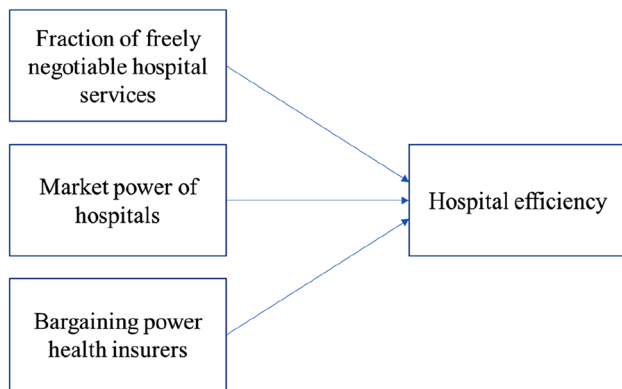 Fraction of freely
negotiable hospital
services
Market power of
hospitals
Hospital efficiency
Bargaining power
health insurers